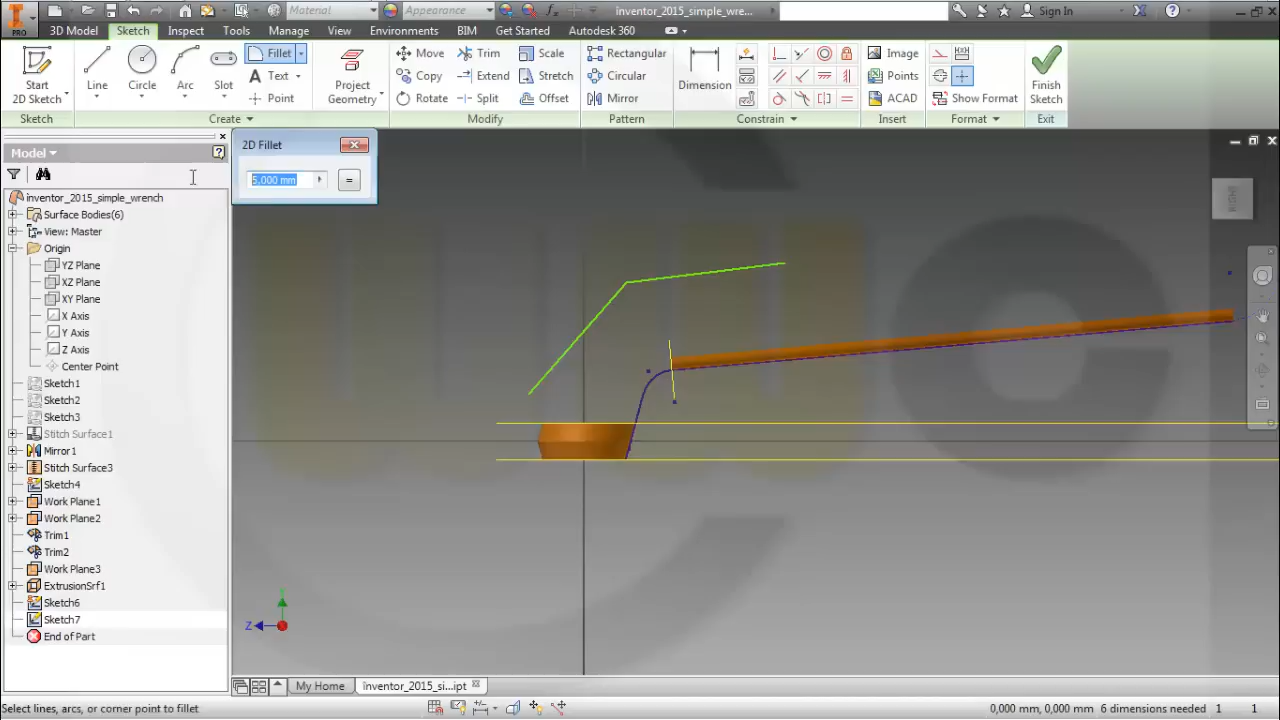 Material
Appearance
inventor_2015_simple_wre...
Sign In
PRO
3D Model
Sketch
Inspect
Tools
Manage
View
Environments
BIM
Get Started
Autodesk 360
Start
2D Sketch
Line
Circle
Arc
Slot
Fillet
Text
Point
Project
Geometry
Move
Copy
Rotate
Trim
Extend
Split
Scale
Stretch
Offset
Rectangular
Circular
Mirror
Dimension
Image
Points
ACAD
Show Format
Finish
Sketch
Sketch
Create
Modify
Pattern
Constrain
Insert
Format
Exit
Model
2D Fillet
5,000 mm
=
inventor_2015_simple_wrench
Surface Bodies(6)
View: Master
Origin
YZ Plane
XZ Plane
XY Plane
X Axis
Y Axis
Z Axis
Center Point
Sketch1
Sketch2
Sketch3
Stitch Surface1
Mirror1
Stitch Surface3
Sketch4
Work Plane1
Work Plane2
Trim1
Trim2
Work Plane3
ExtrusionSrf1
Sketch6
Sketch7
End of Part
Y
Z
My Home
inventor_2015_si...ipt
Select lines, arcs, or corner point to fillet
0,000 mm, 0,000 mm
6 dimensions needed
1
1